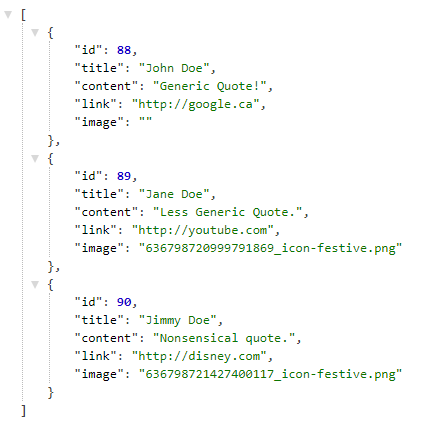 [
{
"id": 88,
"title": "John Doe",
"content": "Generic Quote!",
"link": "http://google.ca",
"image": ""
},
{
"id": 89,
"title": "Jane Doe",
"content": "Less Generic Quote.",
"link": "http://youtube.com",
"image": "636798720999791869_icon-festive.png"
},
{
"id": 90,
"title": "Jimmy Doe",
"content": "Nonsensical quote.",
"link": "http://disney.com",
"image": "636798721427400117_icon-festive.png"
}
]